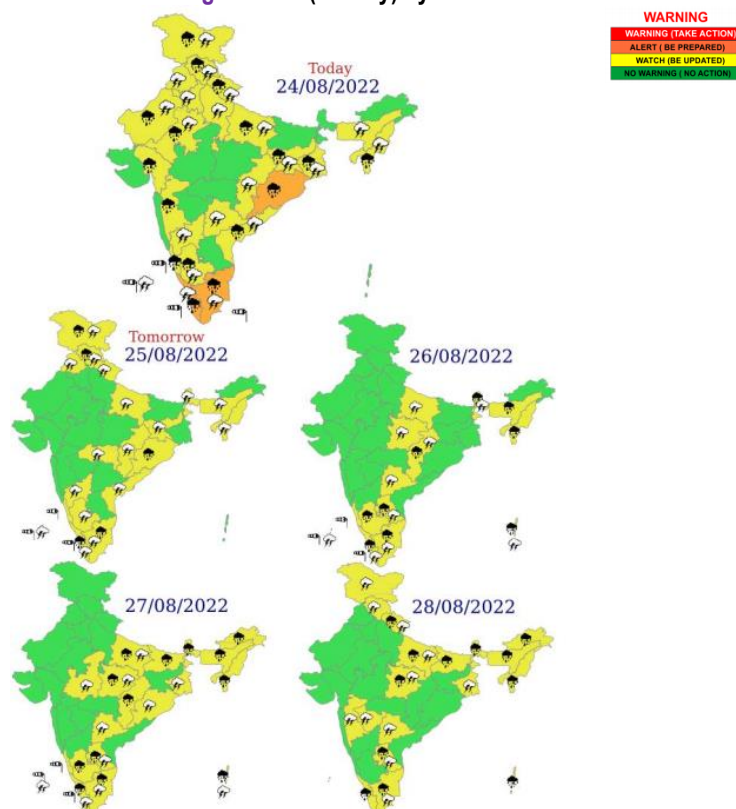 WARNING
WARNING (TAKE ACTION)
ALERT ( BE PREPARED)
WATCH (BE UPDATED)
NO WARNING ( NO ACTION)
Today
24/08/2022
Tomorrow
25/08/2022
26/08/2022
27/08/2022
28/08/2022